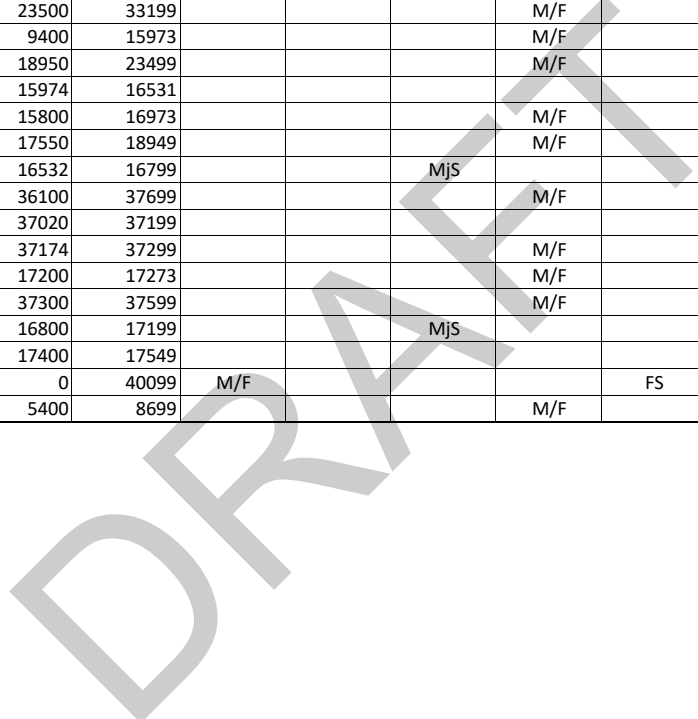 23500 33199 M/F
9400 15973 M/F
18950 23499 M/F
15974 16531
15800 16973 M/F
17550 18949 M/F
16532 16799 MjS
36100 37699 M/F
37020 37199
37174 37299 M/F
17200 17273 M/F
37300 37599 M/F
16800 17199 MjS
17400 17549
0 40099 M/F FS
5400 8699 M/F
DRAFT